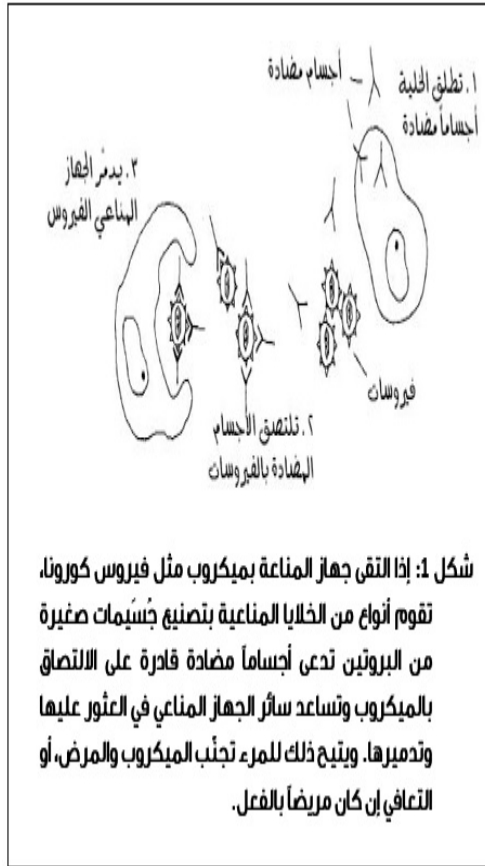 أجسام مضادة
١. تطلق الخلية
أجساماً مضادة
٣. يدمّر الجهاز
المناعي الفيروس
فيروسات
٢. تلتصق الأجسام
المضادة بالفيروسات
شكل 1: إذا التقى جهاز المناعة بميكروب مثل فيروس كورونا،
تقوم أنواع من الخلايا المناعية بتصنيع جُسَيمات صغيرة
من البروتين تدعى أجساماً مضادة قادرة على الالتصاق
بالميكروب وتساعد سائر الجهاز المناعي في العثور عليها
وتدميرها. ويتيح ذلك للمرء تجنّب الميكروب والمرض، أو
التعافي إن كان مريضاً بالفعل.